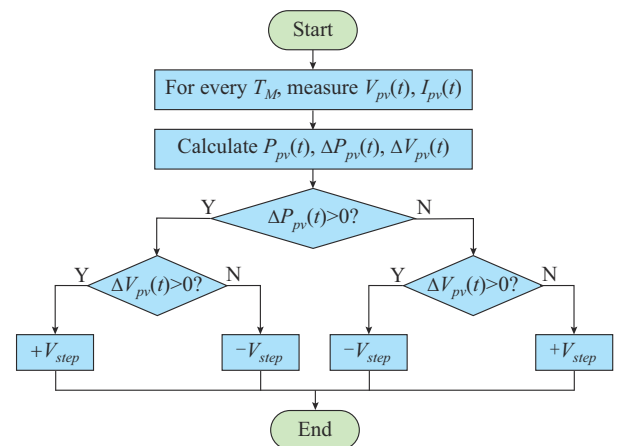 Start
For every T_M, measure V_pv(t), I_pv(t)
Calculate P_pv(t), ΔP_pv(t), ΔV_pv(t)
Y
ΔP_pv(t)>0?
N
Y
ΔV_pv(t)>0?
N
Y
ΔV_pv(t)>0?
N
+V_step
−V_step
−V_step
+V_step
End